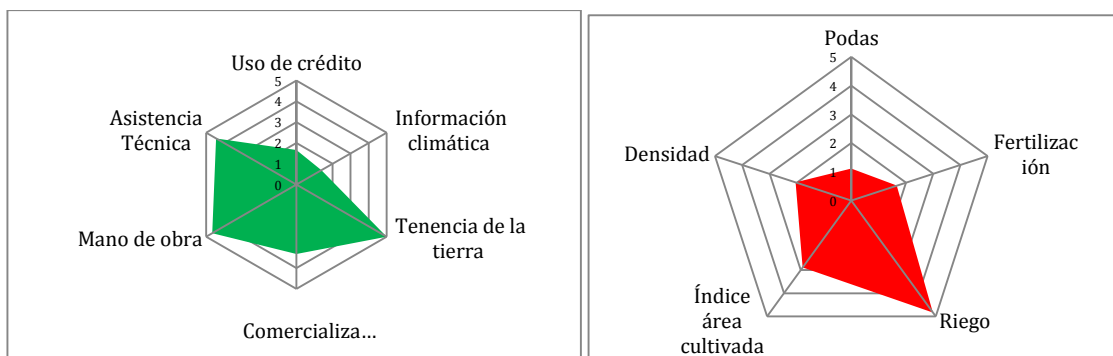 Uso de crédito
5
4
3
2
1
0
Asistencia
Técnica
Información
climática
Mano de obra
Tenencia de la
tierra
Comercializa...
Podas
5
4
3
2
1
0
Densidad
Fertilizac
ión
Índice
área
cultivada
Riego